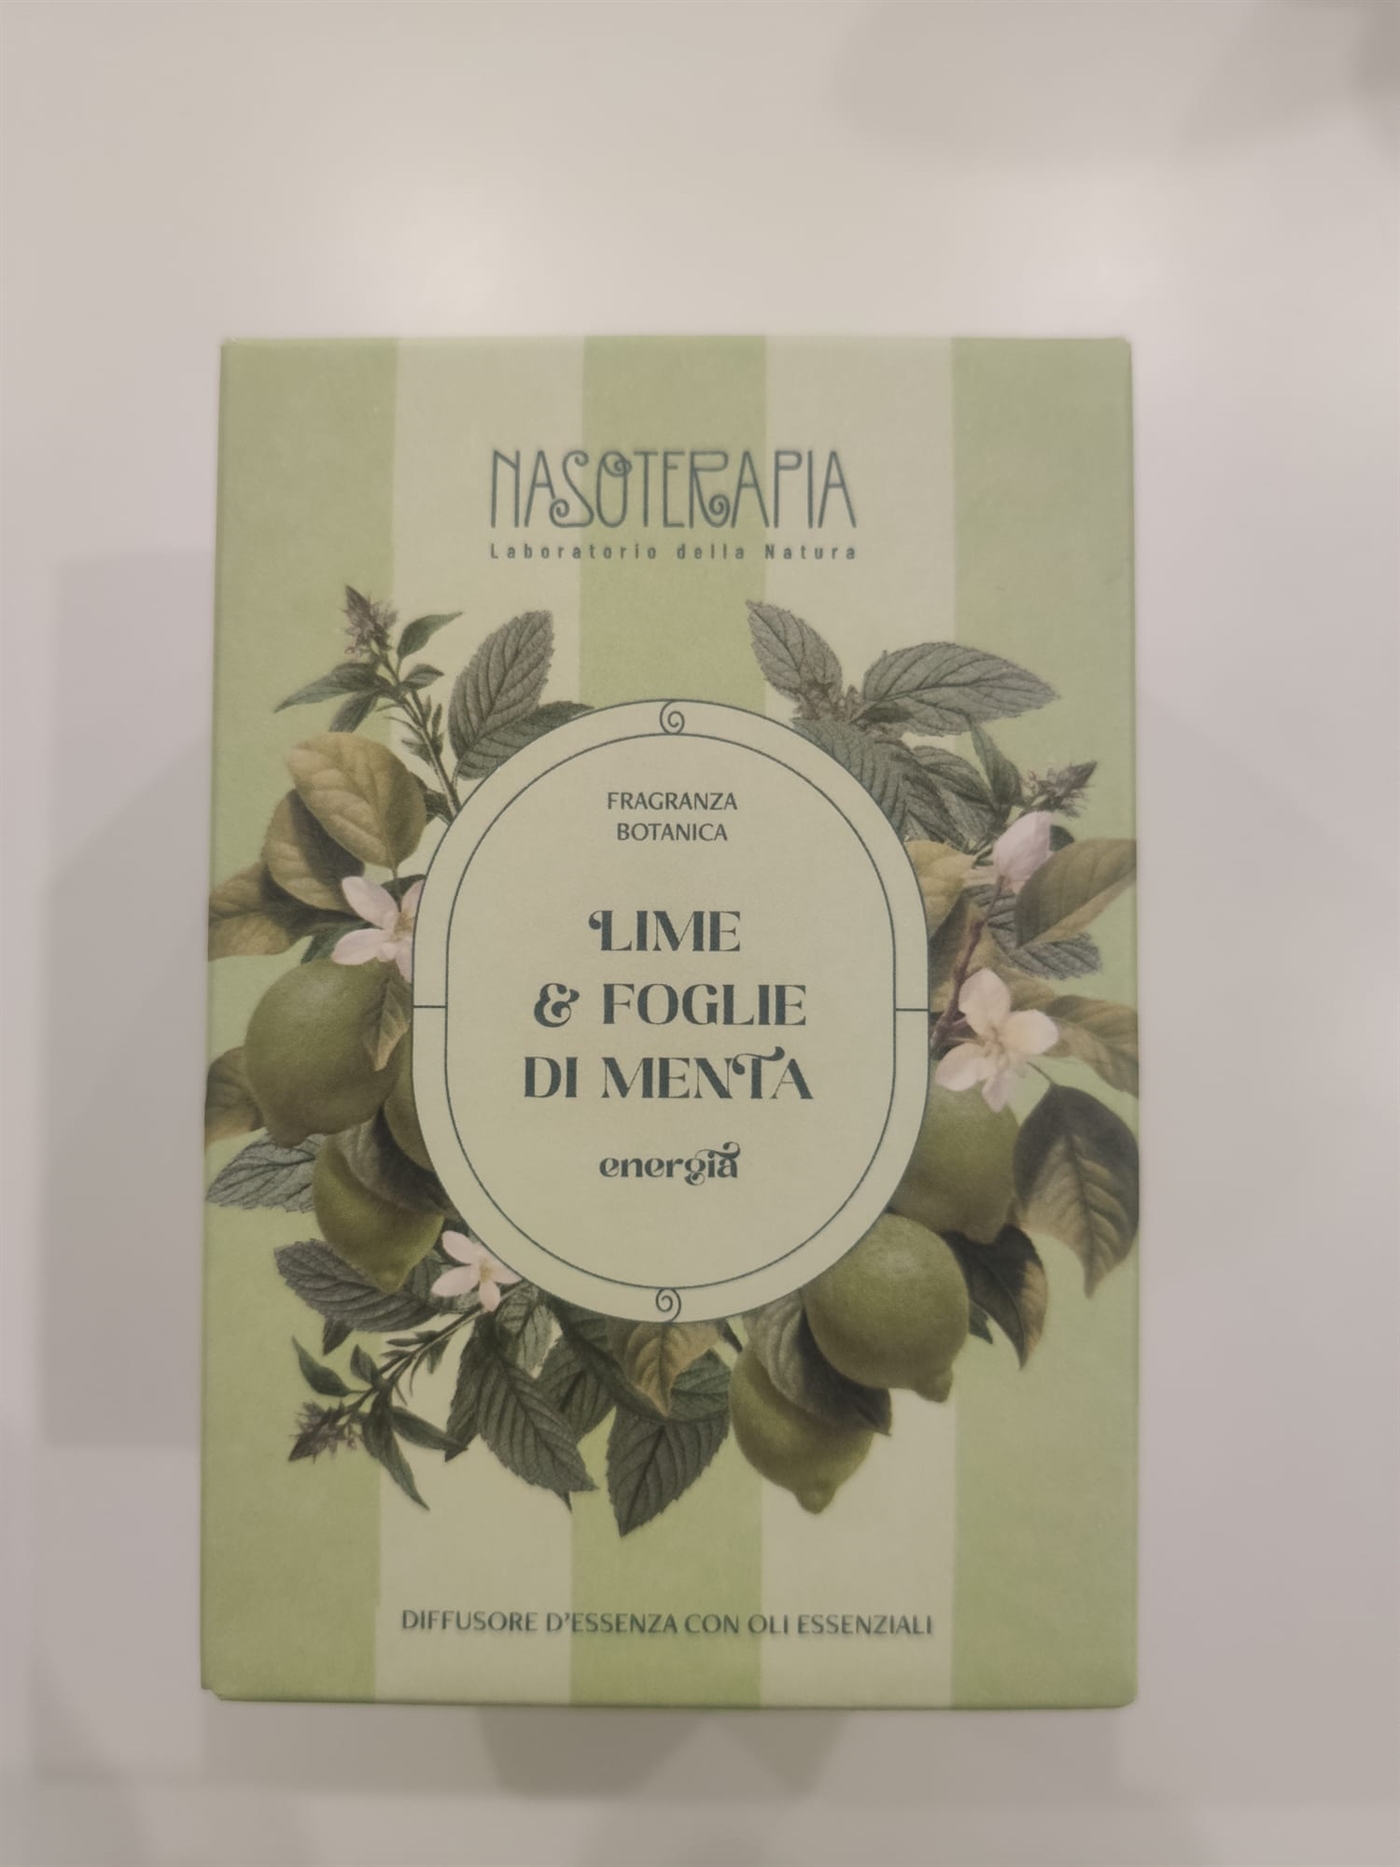 NASOTERAPIA
Laboratorio della Natura
FRAGRANZA
BOTANICA
LIME
& FOGLIE
DI MENTA
energia
DIFFUSORE D'ESSENZA CON OLI ESSENZIALI